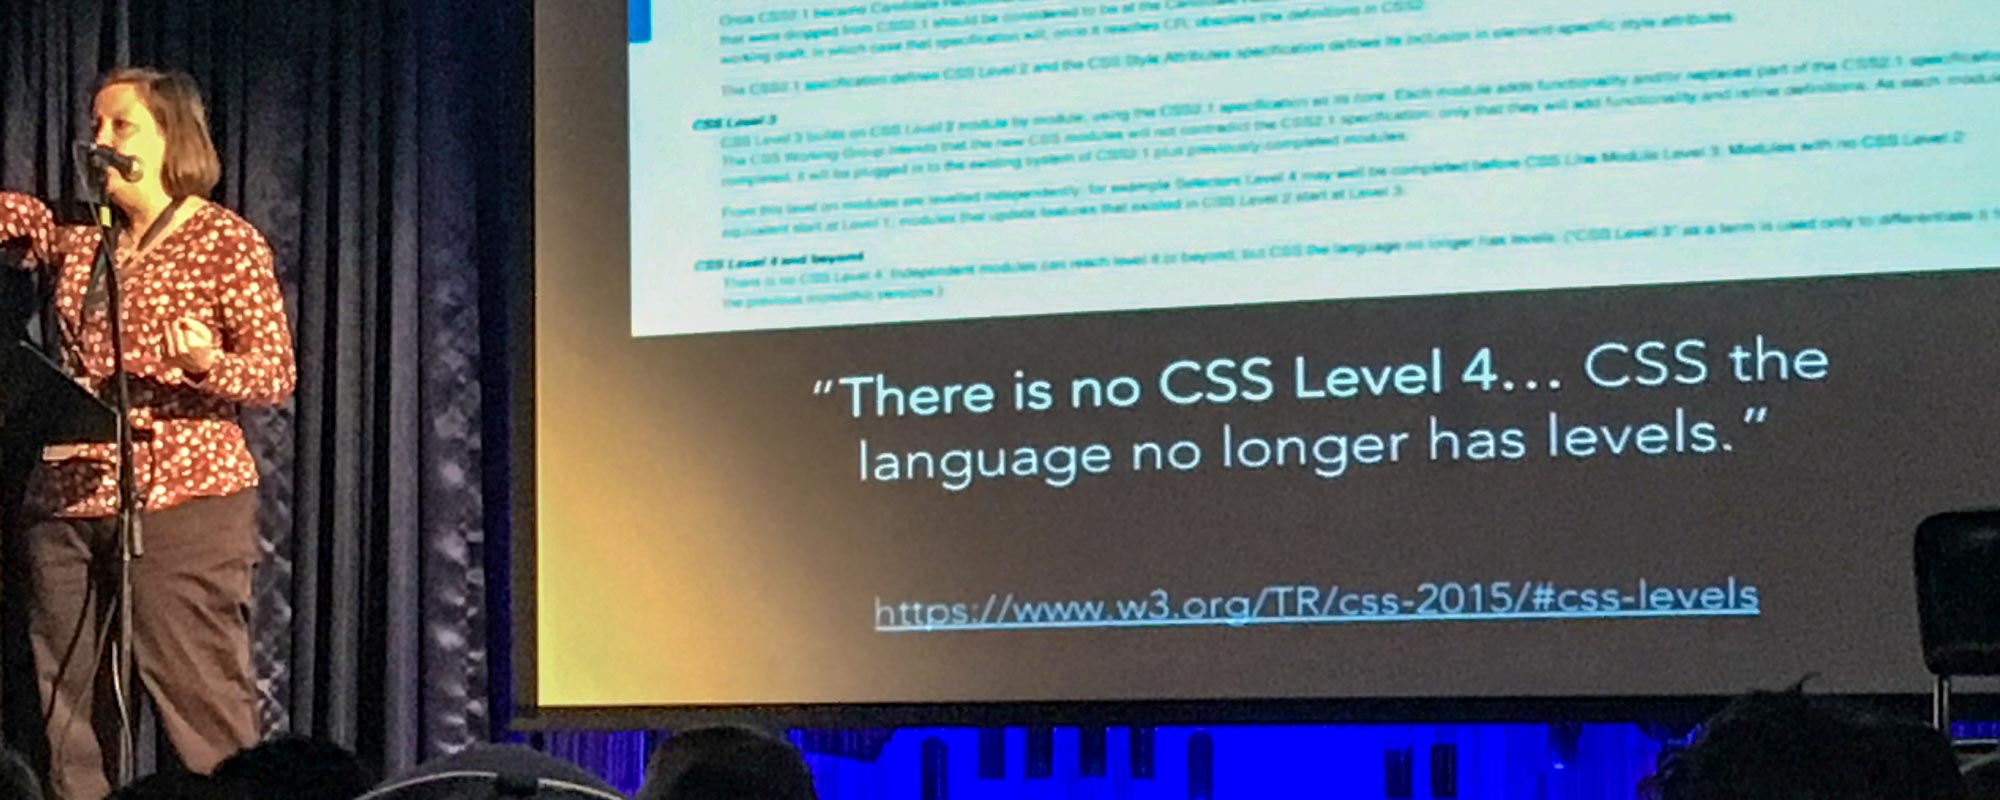 Once CSS2.1 became Candidate
that were dropped from CSS2.1 should be considered to be at the Candidate
working draft, in which case that specification will, once it reaches CR, obsolete the definitions in CSS2.
The CSS2.1 specification defines CSS Level 2 and the CSS Style Attributes specification defines its inclusion in element-specific style attributes.
CSS Level 3
CSS Level 3 builds on CSS Level 2 module by module, using the CSS2.1 specification as its core. Each module adds functionality and/or replaces part of the CSS2.1 specification
The CSS Working Group intends that the new CSS modules will not contradict the CSS2.1 specification: only that they will add functionality and refine definitions. As each module
completed, it will be plugged in to the existing system of CSS2.1 plus previously-completed modules.
From this level on modules are levelled independently: for example Selectors Level 4 may well be completed before CSS Line Module Level 3. Modules with no CSS Level 2
equivalent start at Level 1; modules that update features that existed in CSS Level 2 start at Level 3.
CSS Level 4 and beyond
There is no CSS Level 4. Independent modules can reach level 4 or beyond, but CSS the language no longer has levels. ("CSS Level 3" as a term is used only to differentiate it
the previous monolithic versions.)
“There is no CSS Level 4... CSS the
language no longer has levels.”
https://www.w3.org/TR/css-2015/#css-levels